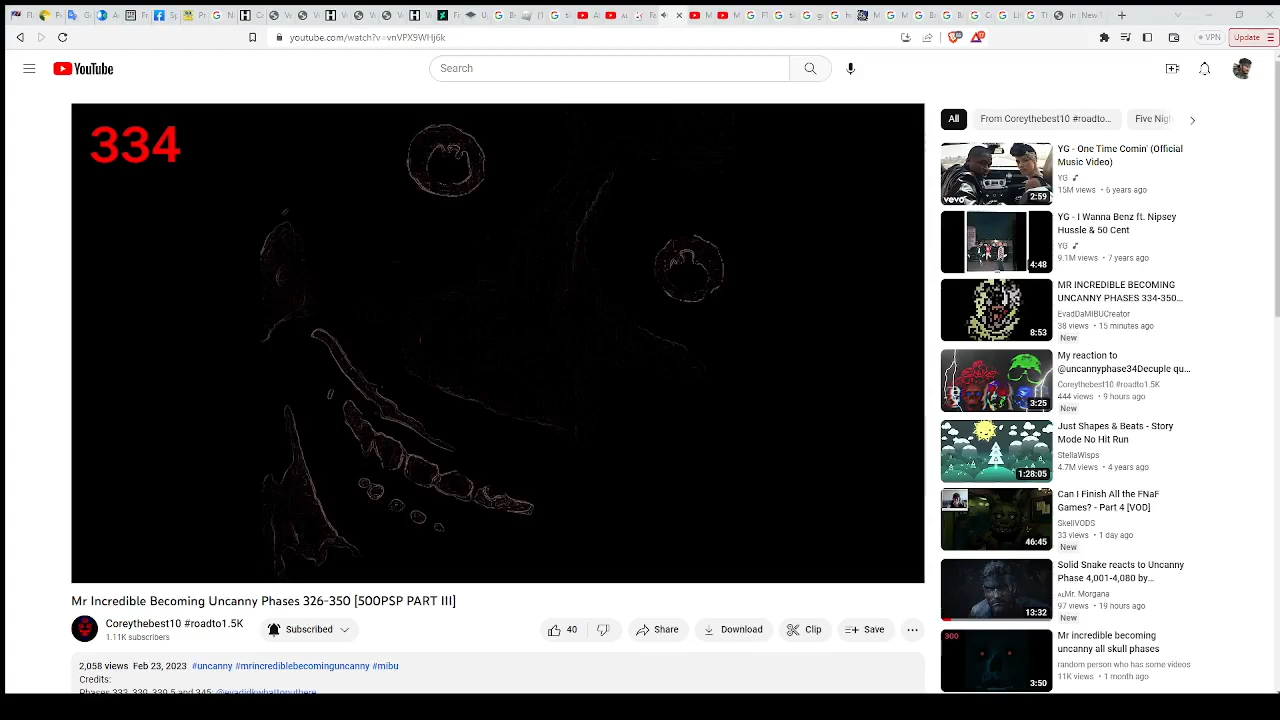 youtube.com/watch?v=vnVPX9WHj6k
VPN
Update
YouTube
Search
334
Mr Incredible Becoming Uncanny Phases 326-350 [500PSP PART III]
Coreythebest10 #roadto1.5K
1.11K subscribers
Subscribed
40
Share
Download
Clip
Save
2,058 views Feb 23, 2023 #uncanny #mrincrediblebecominguncanny #mibu
Credits:
All
From Coreythebest10 #roadto...
Five Nigh
YG - One Time Comin' (Official
Music Video)
YG
15M views • 6 years ago
vevo
2:59
YG - I Wanna Benz ft. Nipsey
Hussle & 50 Cent
YG
9.1M views • 7 years ago
4:48
MR INCREDIBLE BECOMING
UNCANNY PHASES 334-350...
EvadDaMIBUCreator
38 views • 15 minutes ago
New
8:53
My reaction to
@uncannyphase34Decuple qu...
Coreythebest10 #roadto1.5K
444 views • 9 hours ago
New
3:25
Just Shapes & Beats - Story
Mode No Hit Run
StellaWisps
4.7M views • 4 years ago
1:28:05
Can I Finish All the FNaF
Games? - Part 4 [VOD]
SkellVODS
33 views • 1 day ago
New
46:45
Solid Snake reacts to Uncanny
Phase 4,001-4,080 by...
Mr. Morgana
97 views • 19 hours ago
New
13:32
Mr incredible becoming
uncanny all skull phases
random person who has some videos
11K views • 1 month ago
300
3:50